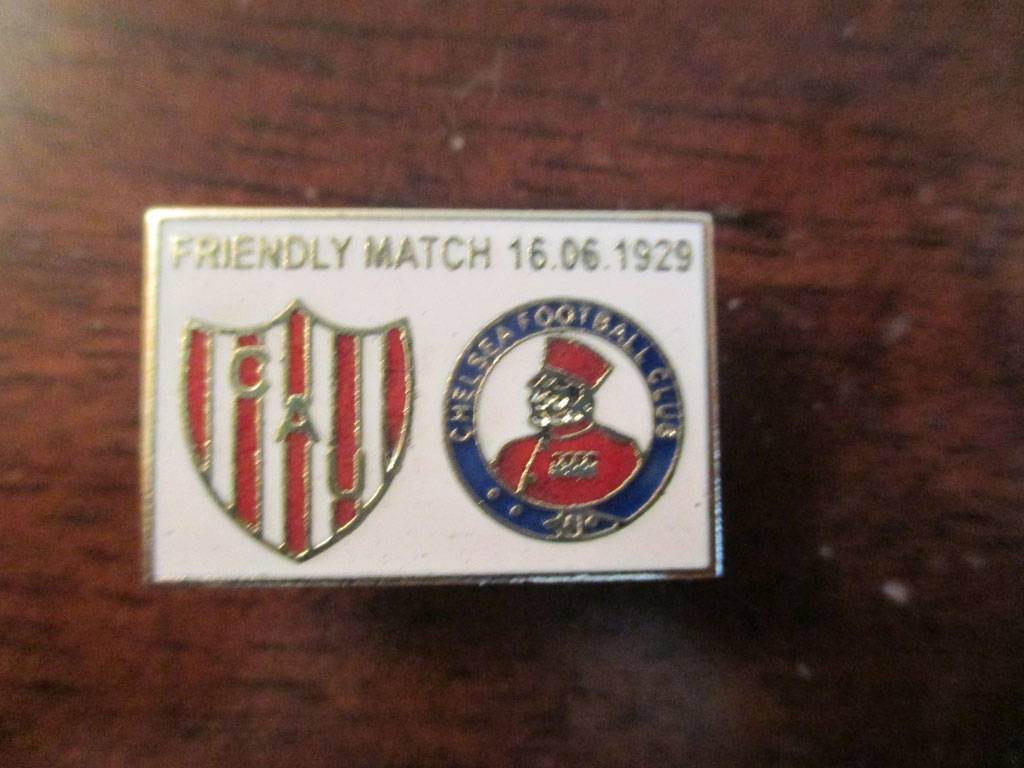 FRIENDLY MATCH 16.06.1929
C
A
U
CHELSEA FOOTBALL CLUB